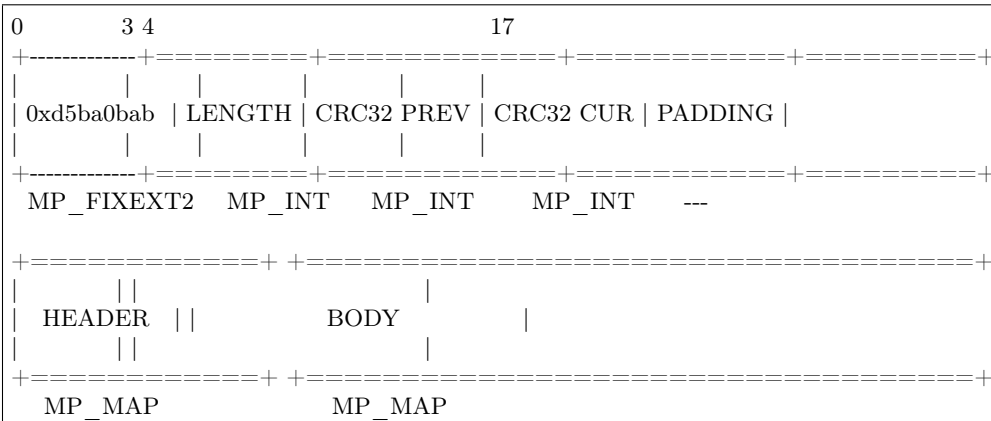 0 3 4 17
+-------------+========+============+===========+=========+
| | | | | |
| 0xd5ba0bab | LENGTH | CRC32 PREV | CRC32 CUR | PADDING |
| | | | | |
+-------------+========+============+===========+=========+
MP_FIXEXT2 MP_INT MP_INT MP_INT ---
+============+ +===================================+
| | | |
| HEADER | | BODY |
| | | |
+============+ +===================================+
MP_MAP MP_MAP